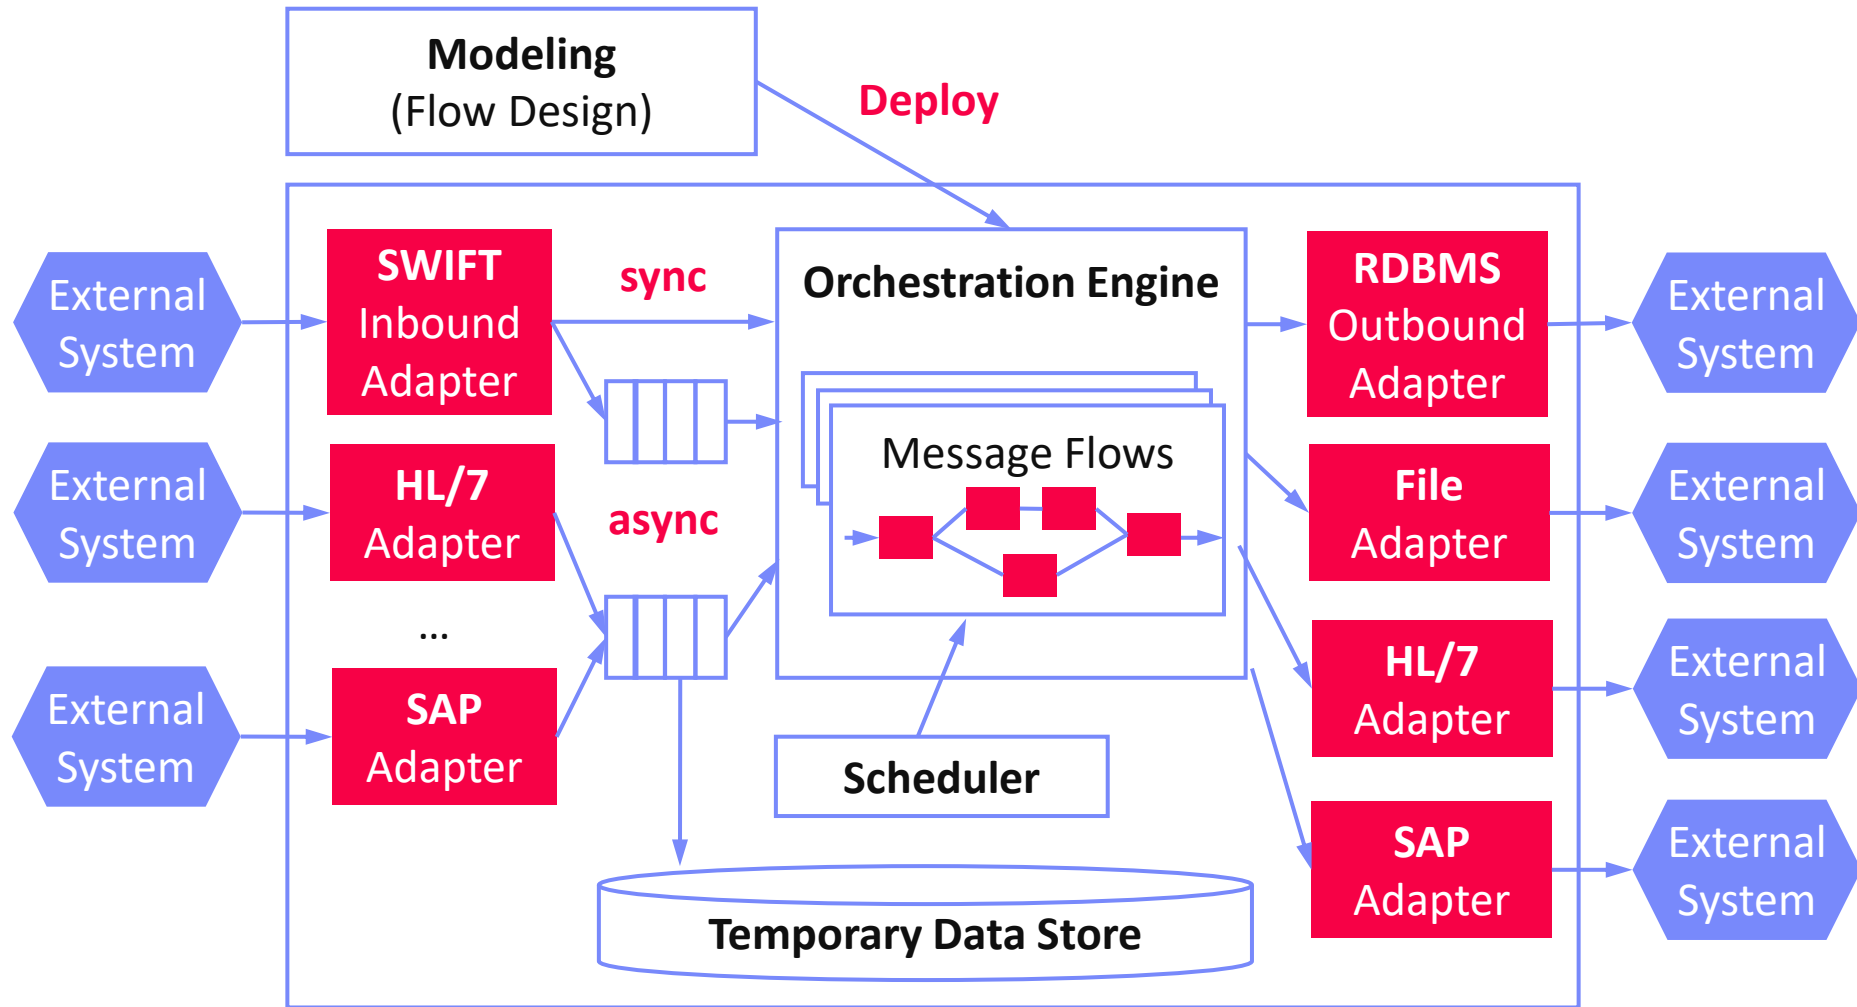 Modeling
(Flow Design)
Deploy
External
System
SWIFT
Inbound
Adapter
sync
Orchestration Engine
RDBMS
Outbound
Adapter
External
System
External
System
HL/7
Adapter
async
Message Flows
File
Adapter
External
System
...
External
System
SAP
Adapter
Scheduler
HL/7
Adapter
External
System
Temporary Data Store
SAP
Adapter
External
System